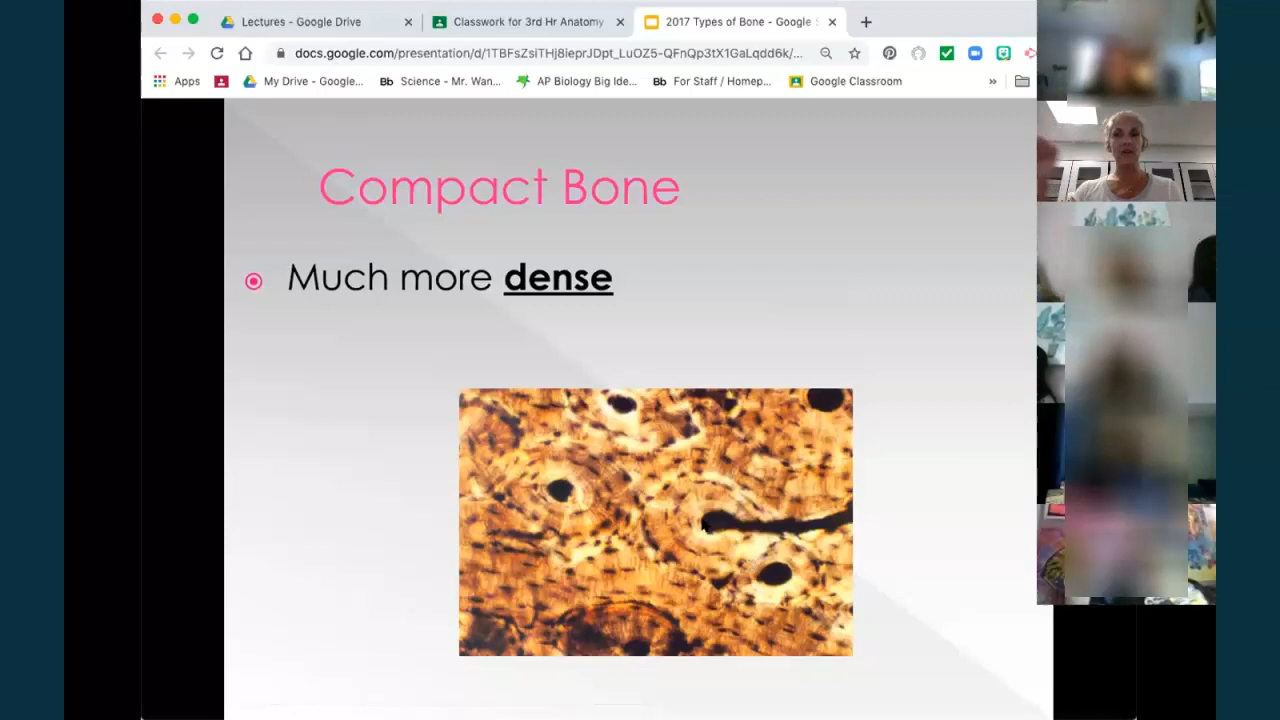 Lectures - Google Drive
Classwork for 3rd Hr Anatomy
2017 Types of Bone - Google S
docs.google.com/presentation/d/1TBFsZsiTHj8ieprJDpt_LuOZ5-QFnQp3tX1GaLqdd6k/...
Apps
My Drive - Google...
Bb Science - Mr. Wan...
AP Biology Big Ide...
Bb For Staff / Homep...
Google Classroom
»
Compact Bone
Much more dense